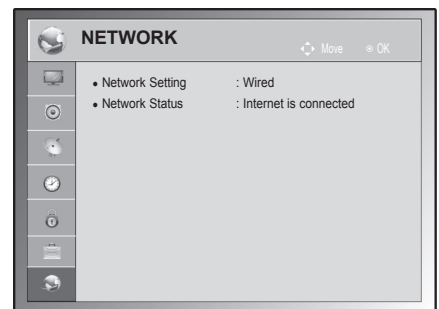 NETWORK
Move OK
• Network Setting : Wired
• Network Status : Internet is connected